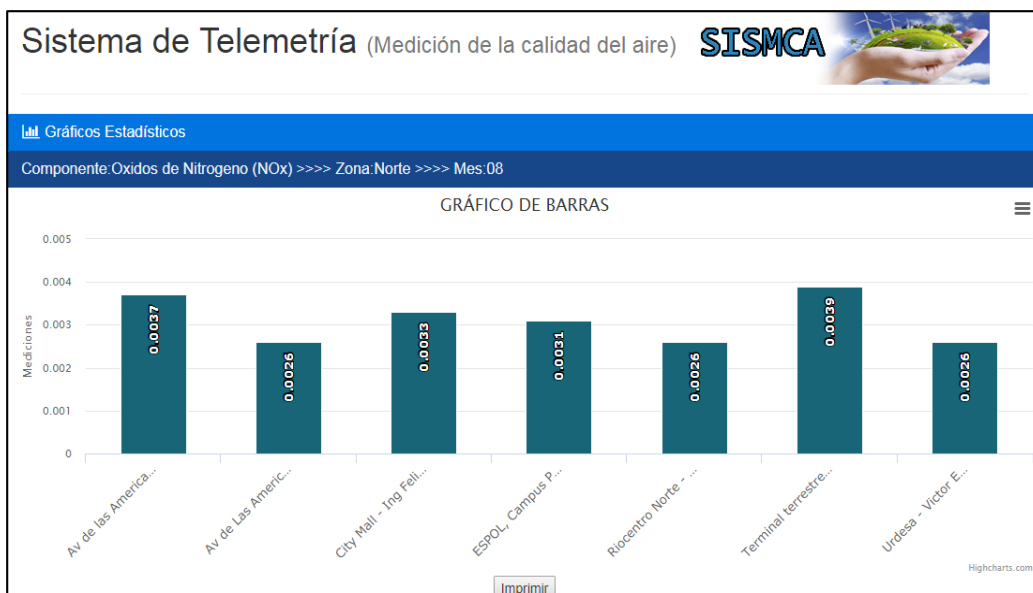 Sistema de Telemetría (Medición de la calidad del aire) SISMCA
Gráficos Estadísticos
Componente:Oxidos de Nitrogeno (NOx) >>>> Zona:Norte >>>> Mes:08
GRÁFICO DE BARRAS
Mediciones
0.005
0.004
0.003
0.002
0.001
0
0.0037
0.0026
0.0033
0.0031
0.0026
0.0039
0.0026
Av de las America...
Av de Las Americ...
City Mall - Ing Feli...
ESPOL, Campus P...
Riocentro Norte - ...
Terminal terrestre...
Urdesa - Victor E...
Highcharts.com
Imprimir